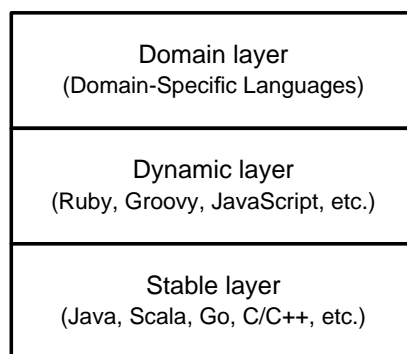 Domain layer
(Domain-Specific Languages)
Dynamic layer
(Ruby, Groovy, JavaScript, etc.)
Stable layer
(Java, Scala, Go, C/C++, etc.)